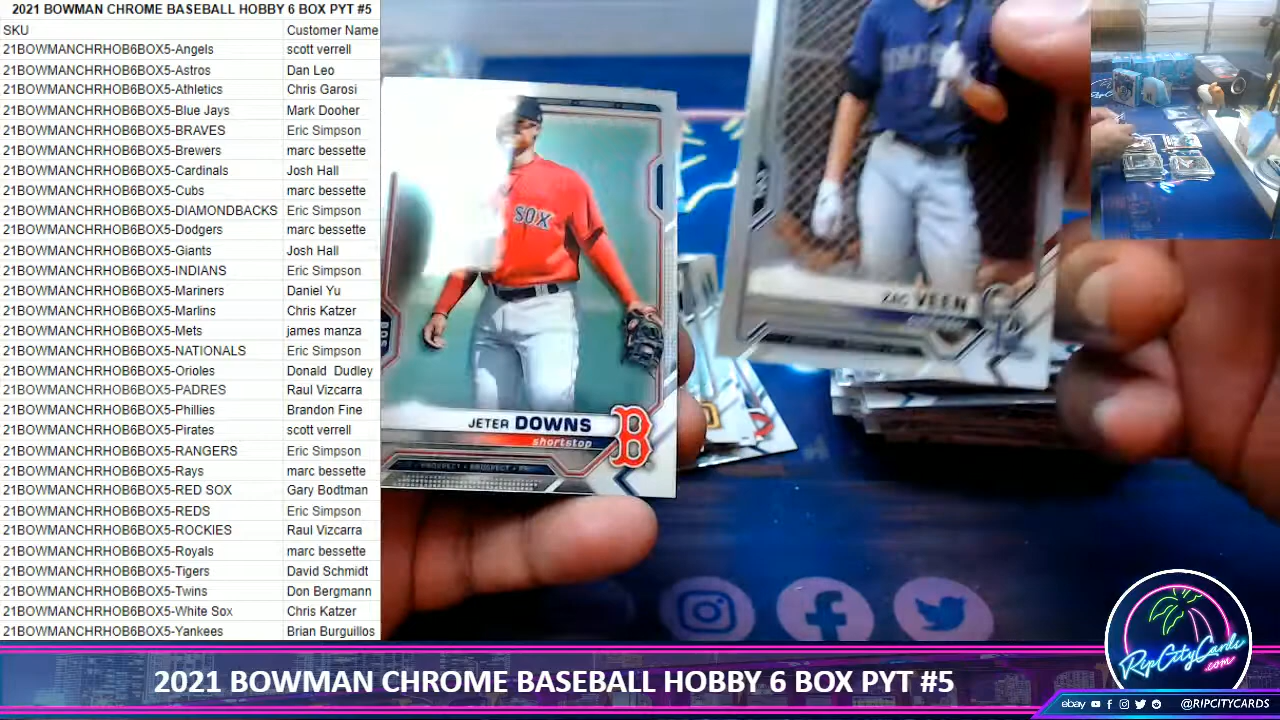 2021 BOWMAN CHROME BASEBALL HOBBY 6 BOX PYT #5
SKU Customer Name
21BOWMANCHRHOB6BOX5-Angels scott verrell
21BOWMANCHRHOB6BOX5-Astros Dan Leo
21BOWMANCHRHOB6BOX5-Athletics Chris Garosi
21BOWMANCHRHOB6BOX5-Blue Jays Mark Dooher
21BOWMANCHRHOB6BOX5-BRAVES Eric Simpson
21BOWMANCHRHOB6BOX5-Brewers marc bessette
21BOWMANCHRHOB6BOX5-Cardinals Josh Hall
21BOWMANCHRHOB6BOX5-Cubs marc bessette
21BOWMANCHRHOB6BOX5-DIAMONDBACKS Eric Simpson
21BOWMANCHRHOB6BOX5-Dodgers marc bessette
21BOWMANCHRHOB6BOX5-Giants Josh Hall
21BOWMANCHRHOB6BOX5-INDIANS Eric Simpson
21BOWMANCHRHOB6BOX5-Mariners Daniel Yu
21BOWMANCHRHOB6BOX5-Marlins Chris Katzer
21BOWMANCHRHOB6BOX5-Mets james manza
21BOWMANCHRHOB6BOX5-NATIONALS Eric Simpson
21BOWMANCHRHOB6BOX5-Orioles Donald Dudley
21BOWMANCHRHOB6BOX5-PADRES Raul Vizcarra
21BOWMANCHRHOB6BOX5-Phillies Brandon Fine
21BOWMANCHRHOB6BOX5-Pirates scott verrell
21BOWMANCHRHOB6BOX5-RANGERS Eric Simpson
21BOWMANCHRHOB6BOX5-Rays marc bessette
21BOWMANCHRHOB6BOX5-RED SOX Gary Bodtman
21BOWMANCHRHOB6BOX5-REDS Eric Simpson
21BOWMANCHRHOB6BOX5-ROCKIES Raul Vizcarra
21BOWMANCHRHOB6BOX5-Royals marc bessette
21BOWMANCHRHOB6BOX5-Tigers David Schmidt
21BOWMANCHRHOB6BOX5-Twins Don Bergmann
21BOWMANCHRHOB6BOX5-White Sox Chris Katzer
21BOWMANCHRHOB6BOX5-Yankees Brian Burguillos
SOX
BOS
JETER DOWNS
shortstop
B
PROSPECT • PROSPECT
ZAC VEEN
RipCityCards
.com
2021 BOWMAN CHROME BASEBALL HOBBY 6 BOX PYT #5
ebay @RIPCITYCARDS